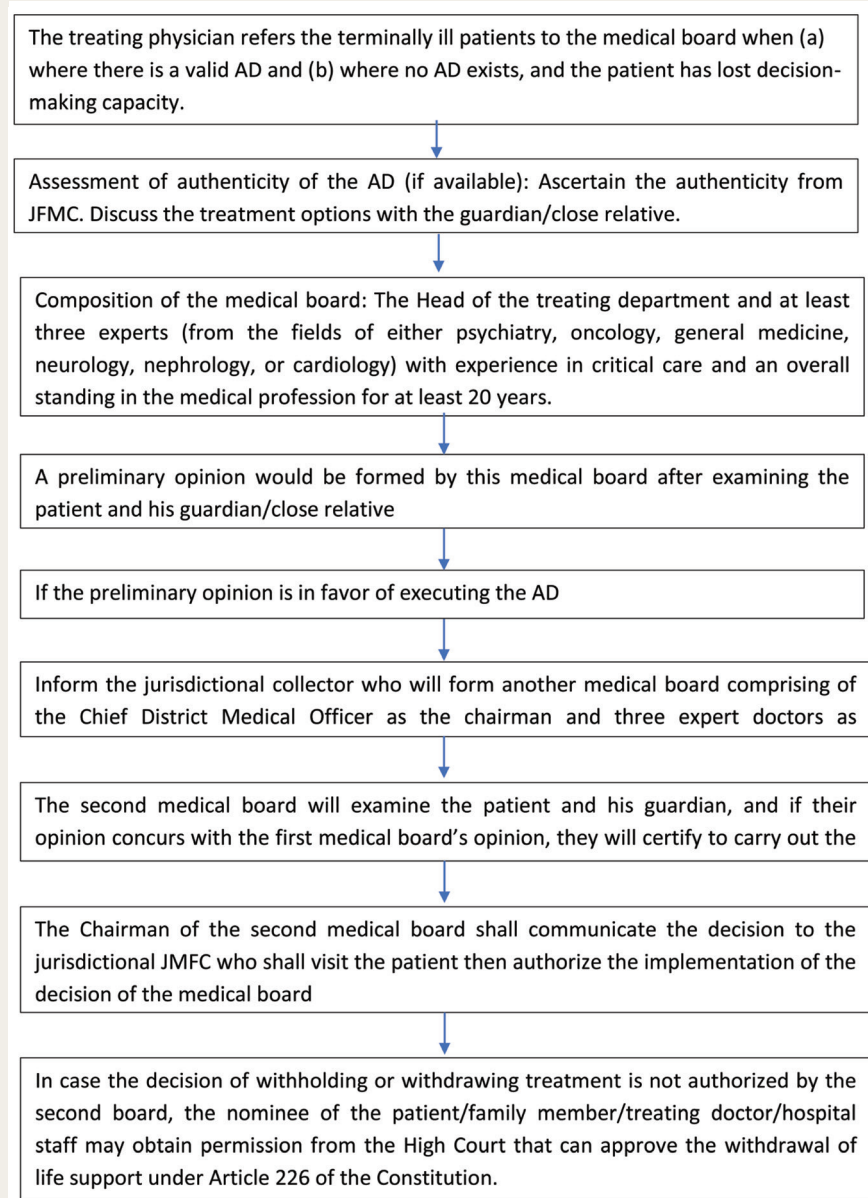 The treating physician refers the terminally ill patients to the medical board when (a)
where there is a valid AD and (b) where no AD exists, and the patient has lost decision-
making capacity.
Assessment of authenticity of the AD (if available): Ascertain the authenticity from
JFMC. Discuss the treatment options with the guardian/close relative.
Composition of the medical board: The Head of the treating department and at least
three experts (from the fields of either psychiatry, oncology, general medicine,
neurology, nephrology, or cardiology) with experience in critical care and an overall
standing in the medical profession for at least 20 years.
A preliminary opinion would be formed by this medical board after examining the
patient and his guardian/close relative
If the preliminary opinion is in favor of executing the AD
Inform the jurisdictional collector who will form another medical board comprising of
the Chief District Medical Officer as the chairman and three expert doctors as
The second medical board will examine the patient and his guardian, and if their
opinion concurs with the first medical board’s opinion, they will certify to carry out the
The Chairman of the second medical board shall communicate the decision to the
jurisdictional JMFC who shall visit the patient then authorize the implementation of the
decision of the medical board
In case the decision of withholding or withdrawing treatment is not authorized by the
second board, the nominee of the patient/family member/treating doctor/hospital
staff may obtain permission from the High Court that can approve the withdrawal of
life support under Article 226 of the Constitution.